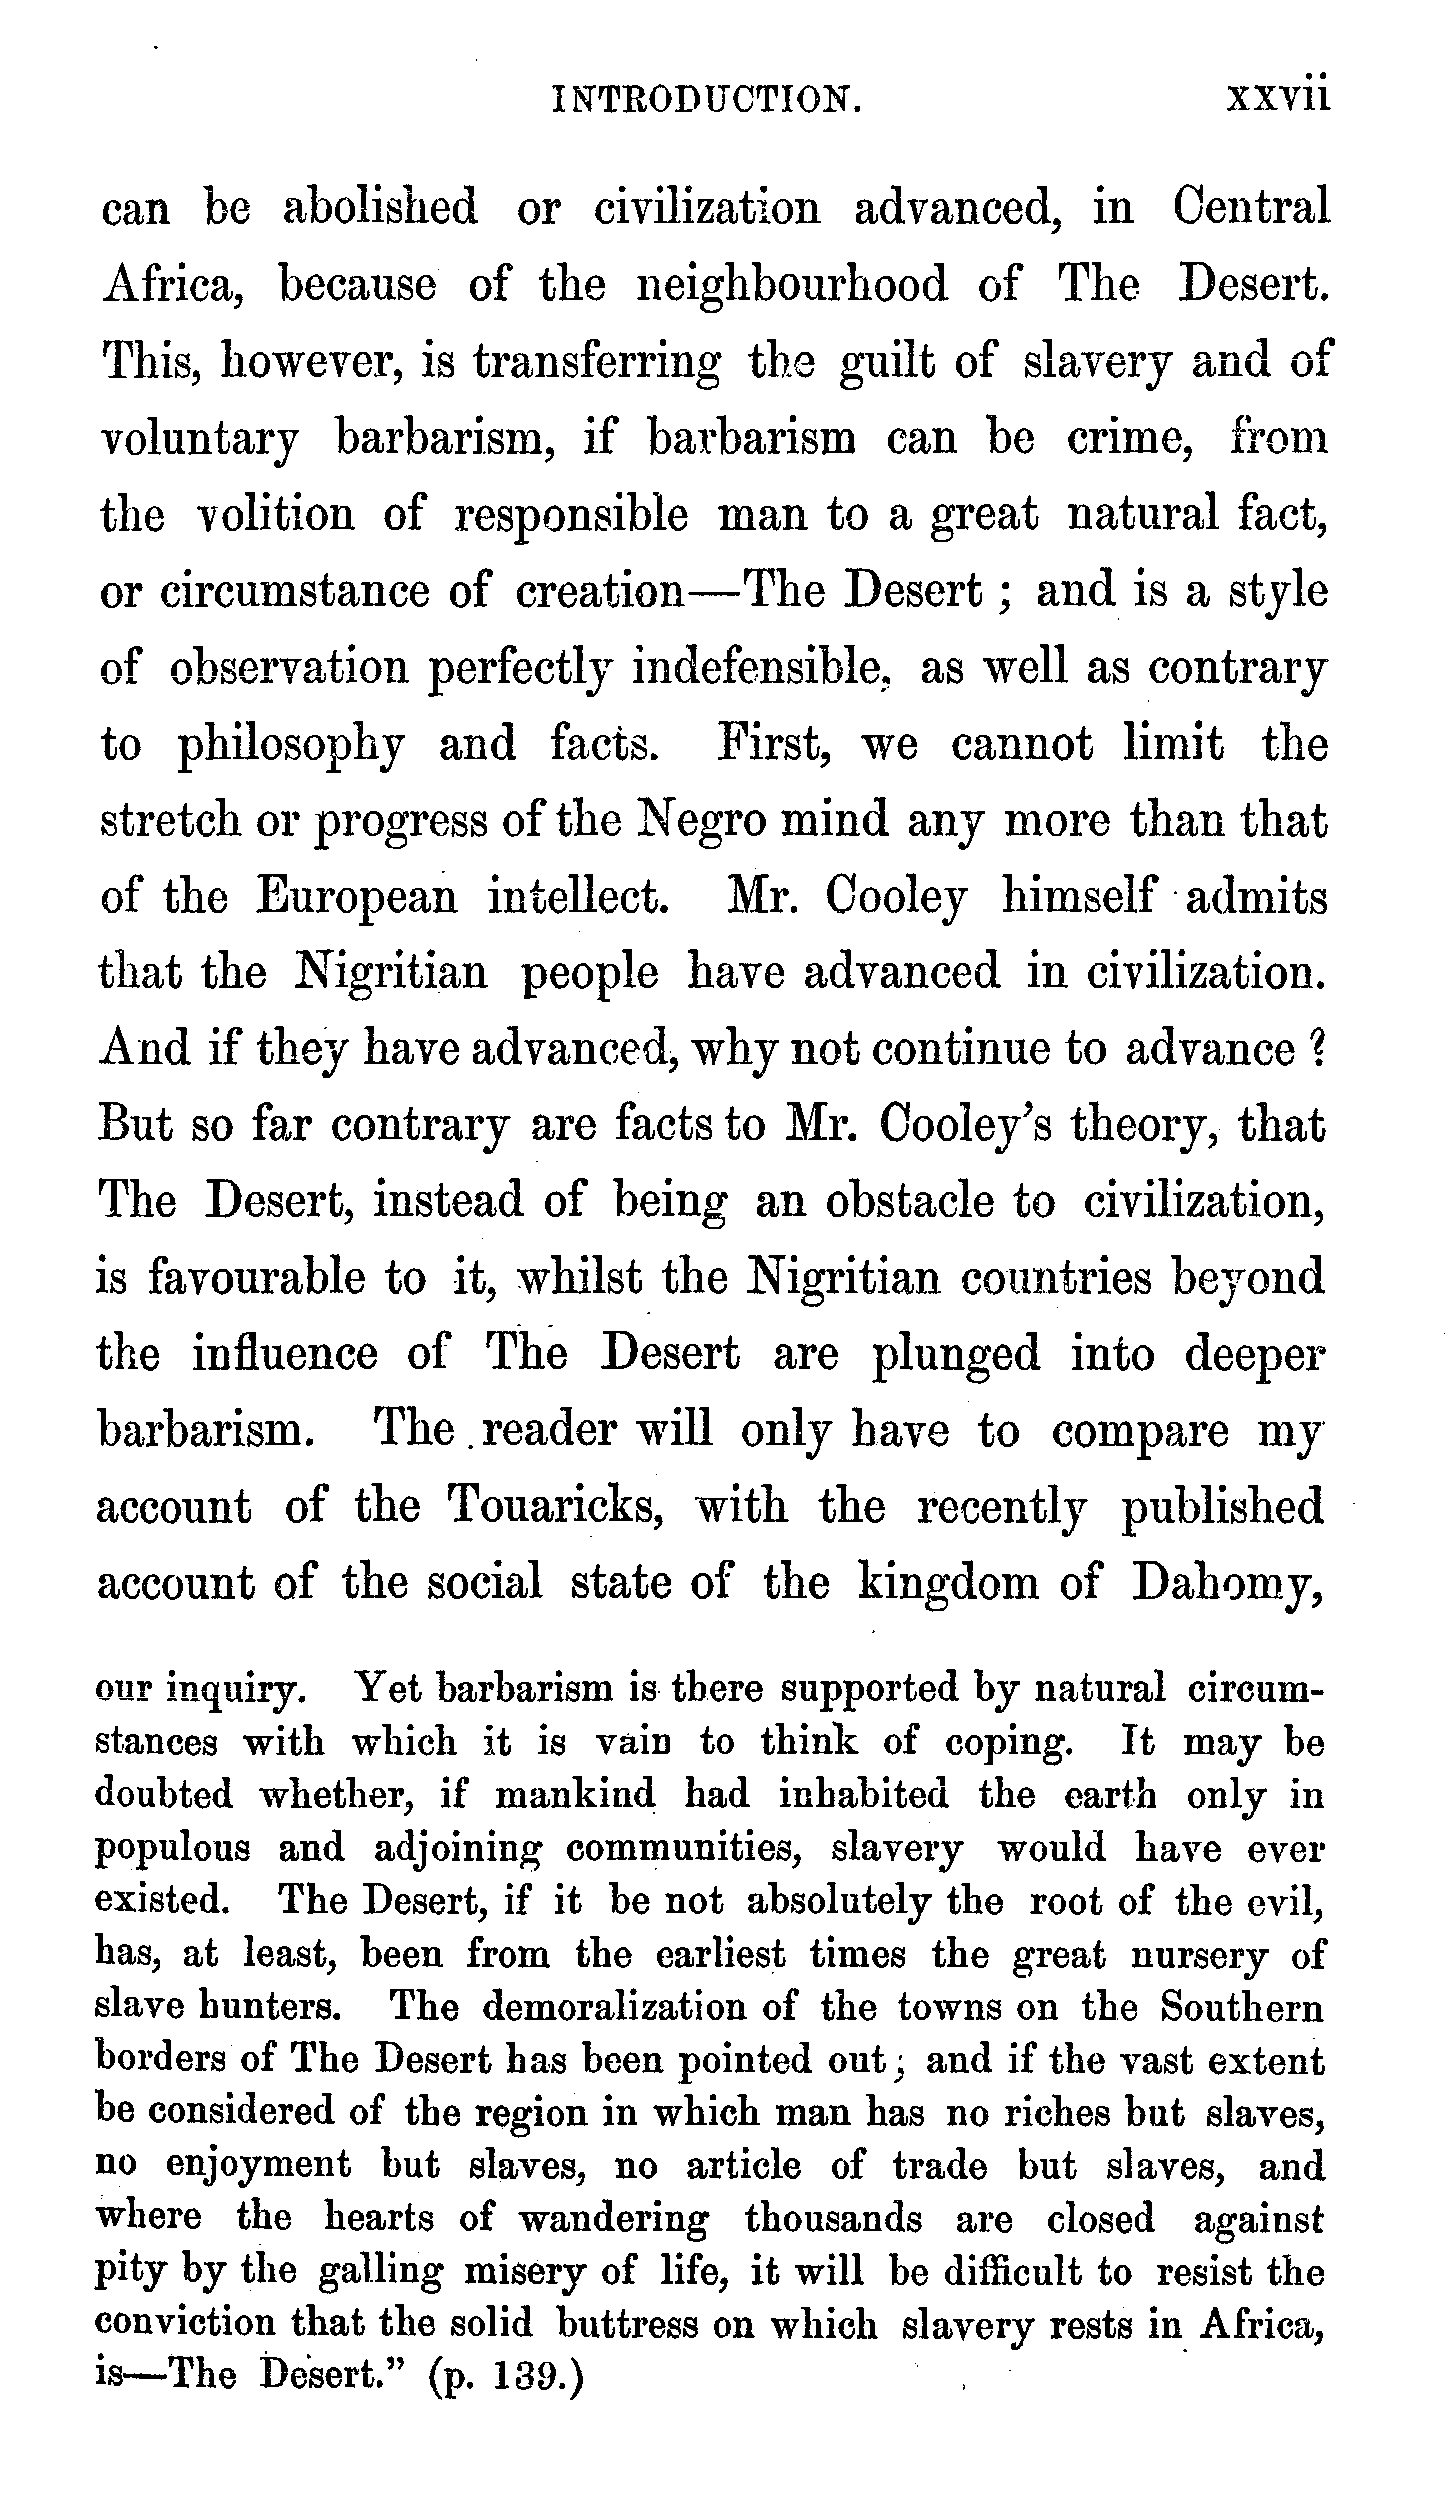 INTRODUCTION. xxvii
can be abolished or civilization advanced, in Central
Africa, because of the neighbourhood of The Desert.
This, however, is transferring the guilt of slavery and of
voluntary barbarism, if barbarism can be crime, from
the volition of responsible man to a great natural fact,
or circumstance of creation—The Desert ; and is a style
of observation perfectly indefensible, as well as contrary
to philosophy and facts. First, we cannot limit the
stretch or progress of the Negro mind any more than that
of the European intellect. Mr. Cooley himself admits
that the Nigritian people have advanced in civilization.
And if they have advanced, why not continue to advance ?
But so far contrary are facts to Mr. Cooley's theory, that
The Desert, instead of being an obstacle to civilization,
is favourable to it, whilst the Nigritian countries beyond
the influence of The Desert are plunged into deeper
barbarism. The reader will only have to compare my
account of the Touaricks, with the recently published
account of the social state of the kingdom of Dahomy,
our inquiry. Yet barbarism is there supported by natural circum-
stances with which it is vain to think of coping. It may be
doubted whether, if mankind had inhabited the earth only in
populous and adjoining communities, slavery would have ever
existed. The Desert, if it be not absolutely the root of the evil,
has, at least, been from the earliest times the great nursery of
slave hunters. The demoralization of the towns on the Southern
borders of The Desert has been pointed out ; and if the vast extent
be considered of the region in which man has no riches but slaves,
no enjoyment but slaves, no article of trade but slaves, and
where the hearts of wandering thousands are closed against
pity by the galling misery of life, it will be difficult to resist the
conviction that the solid buttress on which slavery rests in Africa,
is—The Desert." (p. 139.)